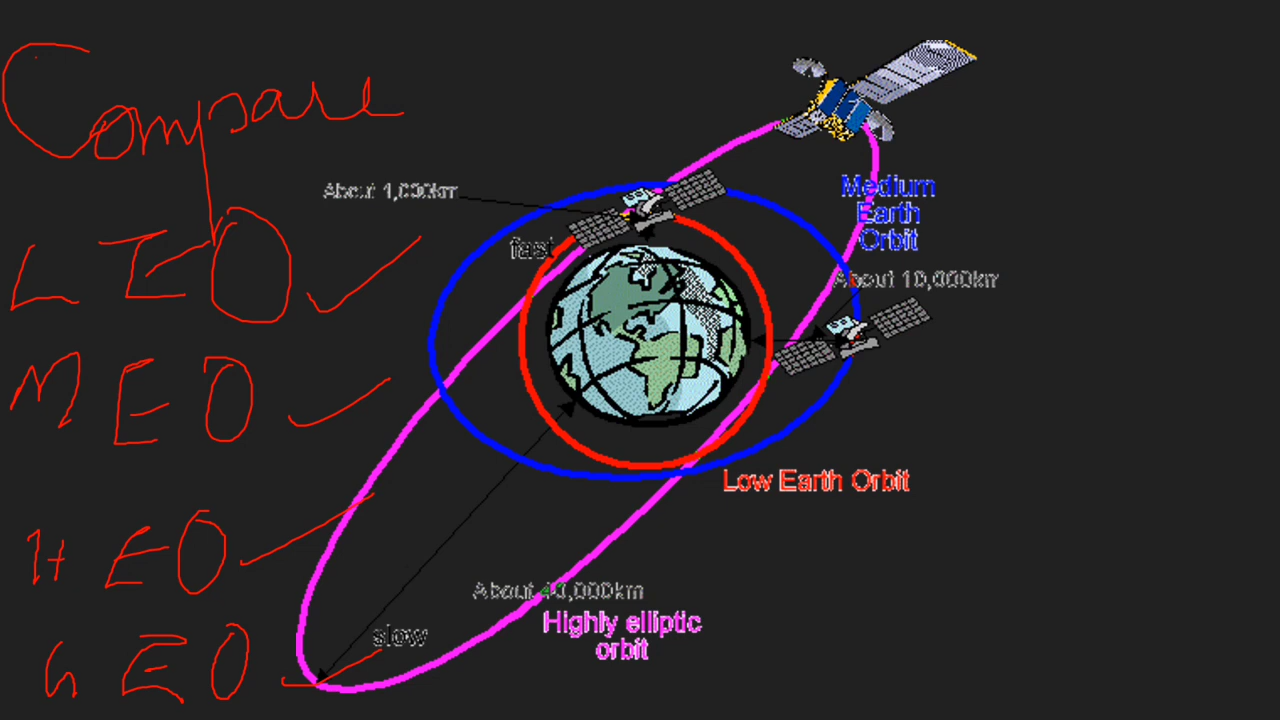 Compare
LEO
MEO
HEO
GEO
About 1,000km
fast
Medium
Earth
Orbit
About 10,000km
Low Earth Orbit
About 40,000km
Highly elliptic
orbit
slow